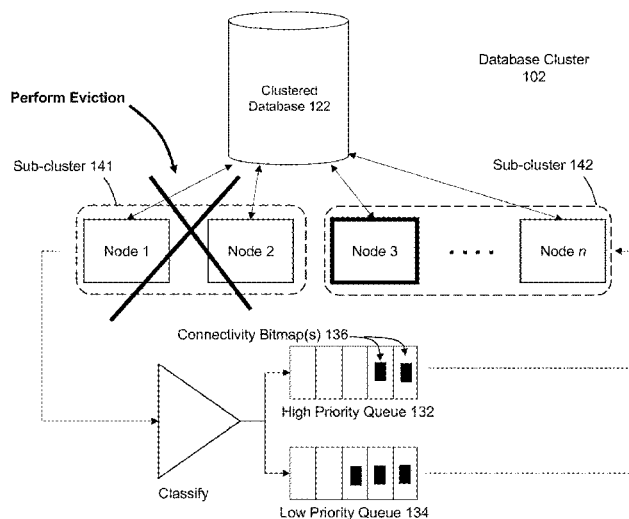 Database Cluster
102
Clustered
Database 122
Perform Eviction
Sub-cluster 141
Sub-cluster 142
Node 1
Node 2
Node 3
Node n
Connectivity Bitmap(s) 136
High Priority Queue 132
Classify
Low Priority Queue 134